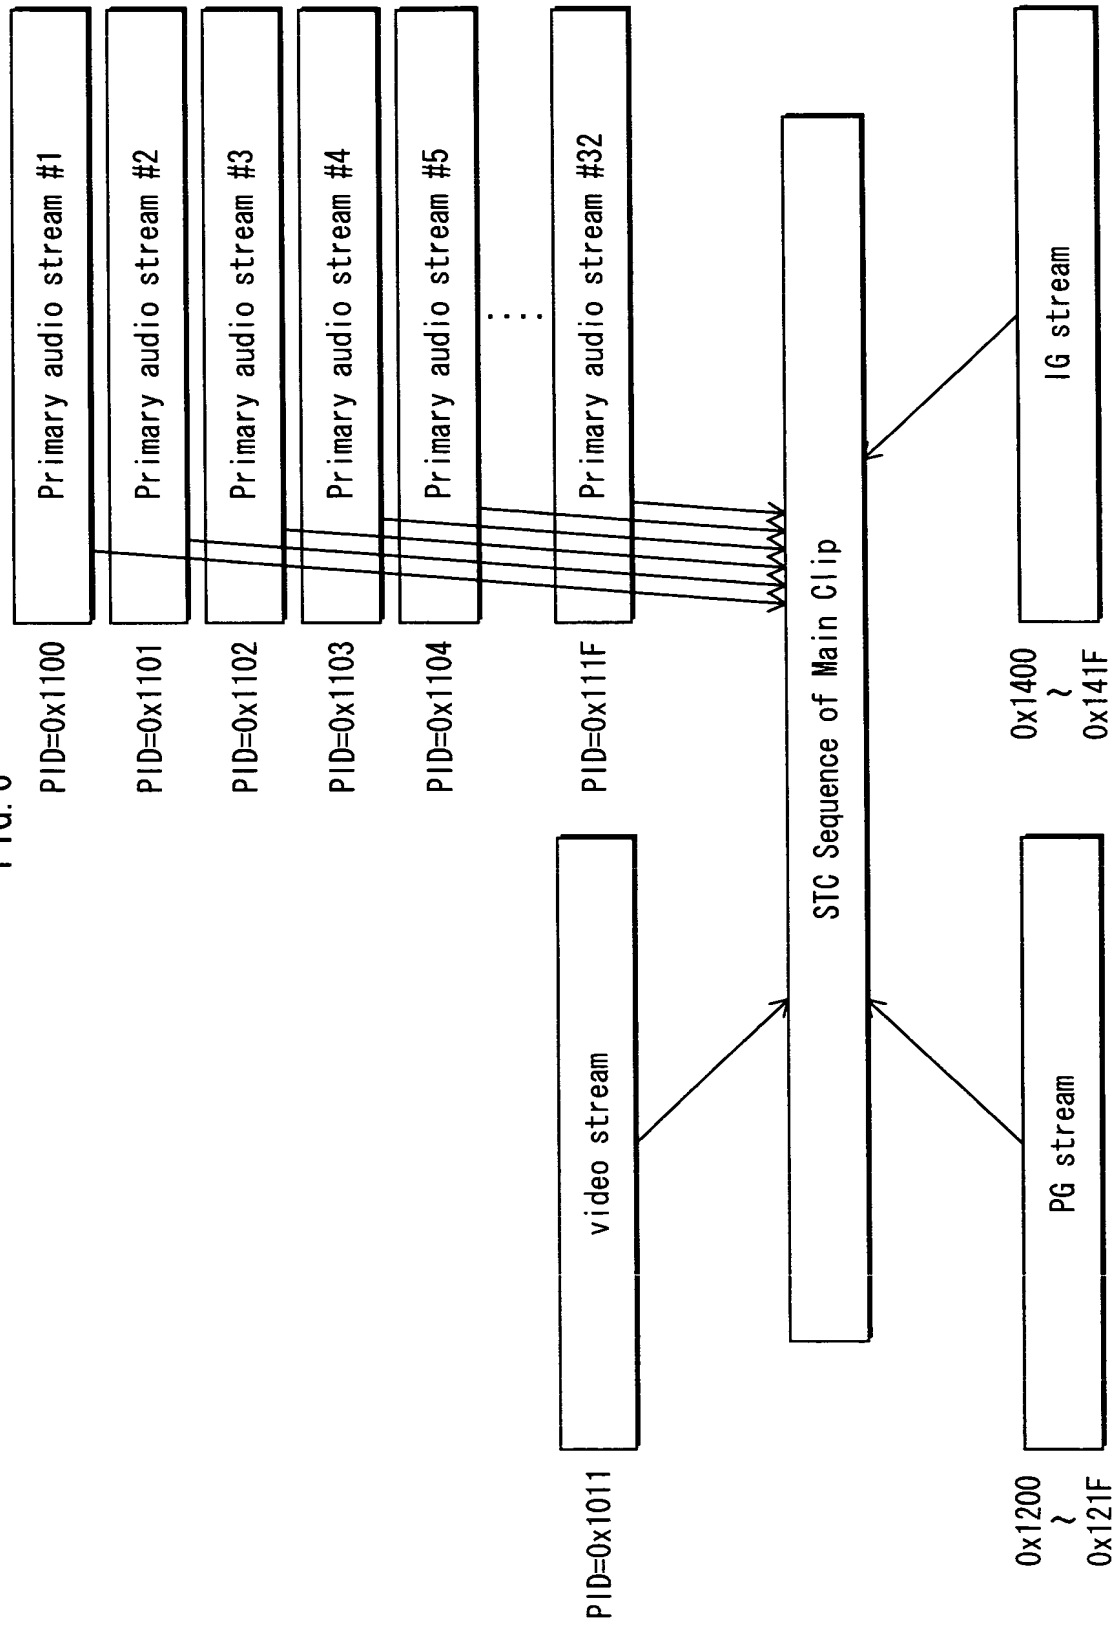 PID=0x1100
Primary audio stream #1
PID=0x1101
Primary audio stream #2
PID=0x1102
Primary audio stream #3
PID=0x1103
Primary audio stream #4
PID=0x1104
Primary audio stream #5
....
PID=0x1011
video stream
PID=0x111F
Primary audio stream #32
STC Sequence of Main Clip
0x1200
~
0x121F
PG stream
0x1400
~
0x141F
IG stream